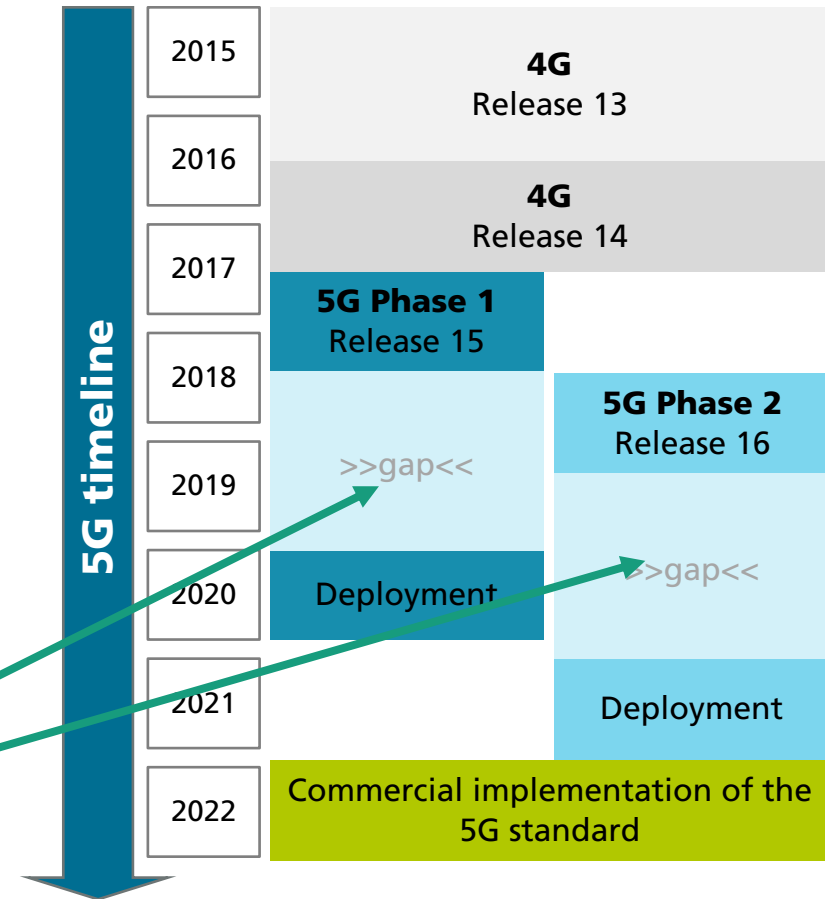 5G timeline
2015
4G
Release 13
2016
4G
Release 14
2017
5G Phase 1
Release 15
2018
5G Phase 2
Release 16
>>gap<<
2019
>>gap<<
2020
Deployment
2021
Deployment
2022
Commercial implementation of the
5G standard